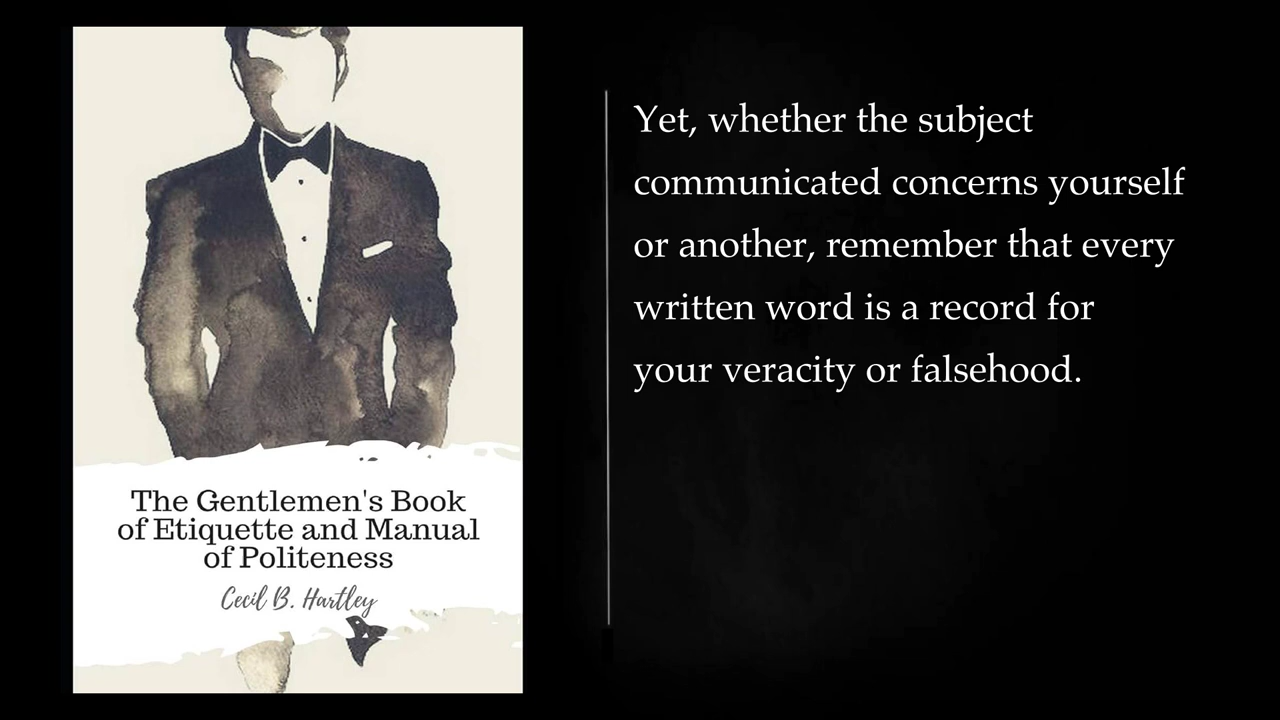 The Gentlemen's Book
of Etiquette and Manual
of Politeness
Cecil B. Hartley
Yet, whether the subject
communicated concerns yourself
or another, remember that every
written word is a record for
your veracity or falsehood.